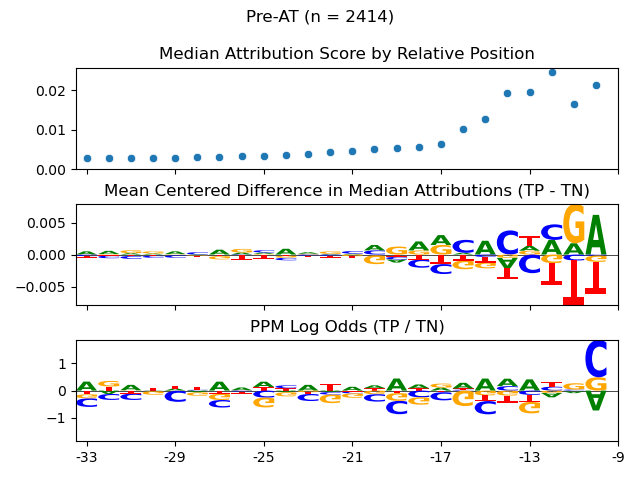 Pre-AT (n = 2414)
Median Attribution Score by Relative Position
0.02
0.01
0.00
Mean Centered Difference in Median Attributions (TP - TN)
0.005
0.000
−0.005
PPM Log Odds (TP / TN)
1
0
−1
-33 -29 -25 -21 -17 -13 -9